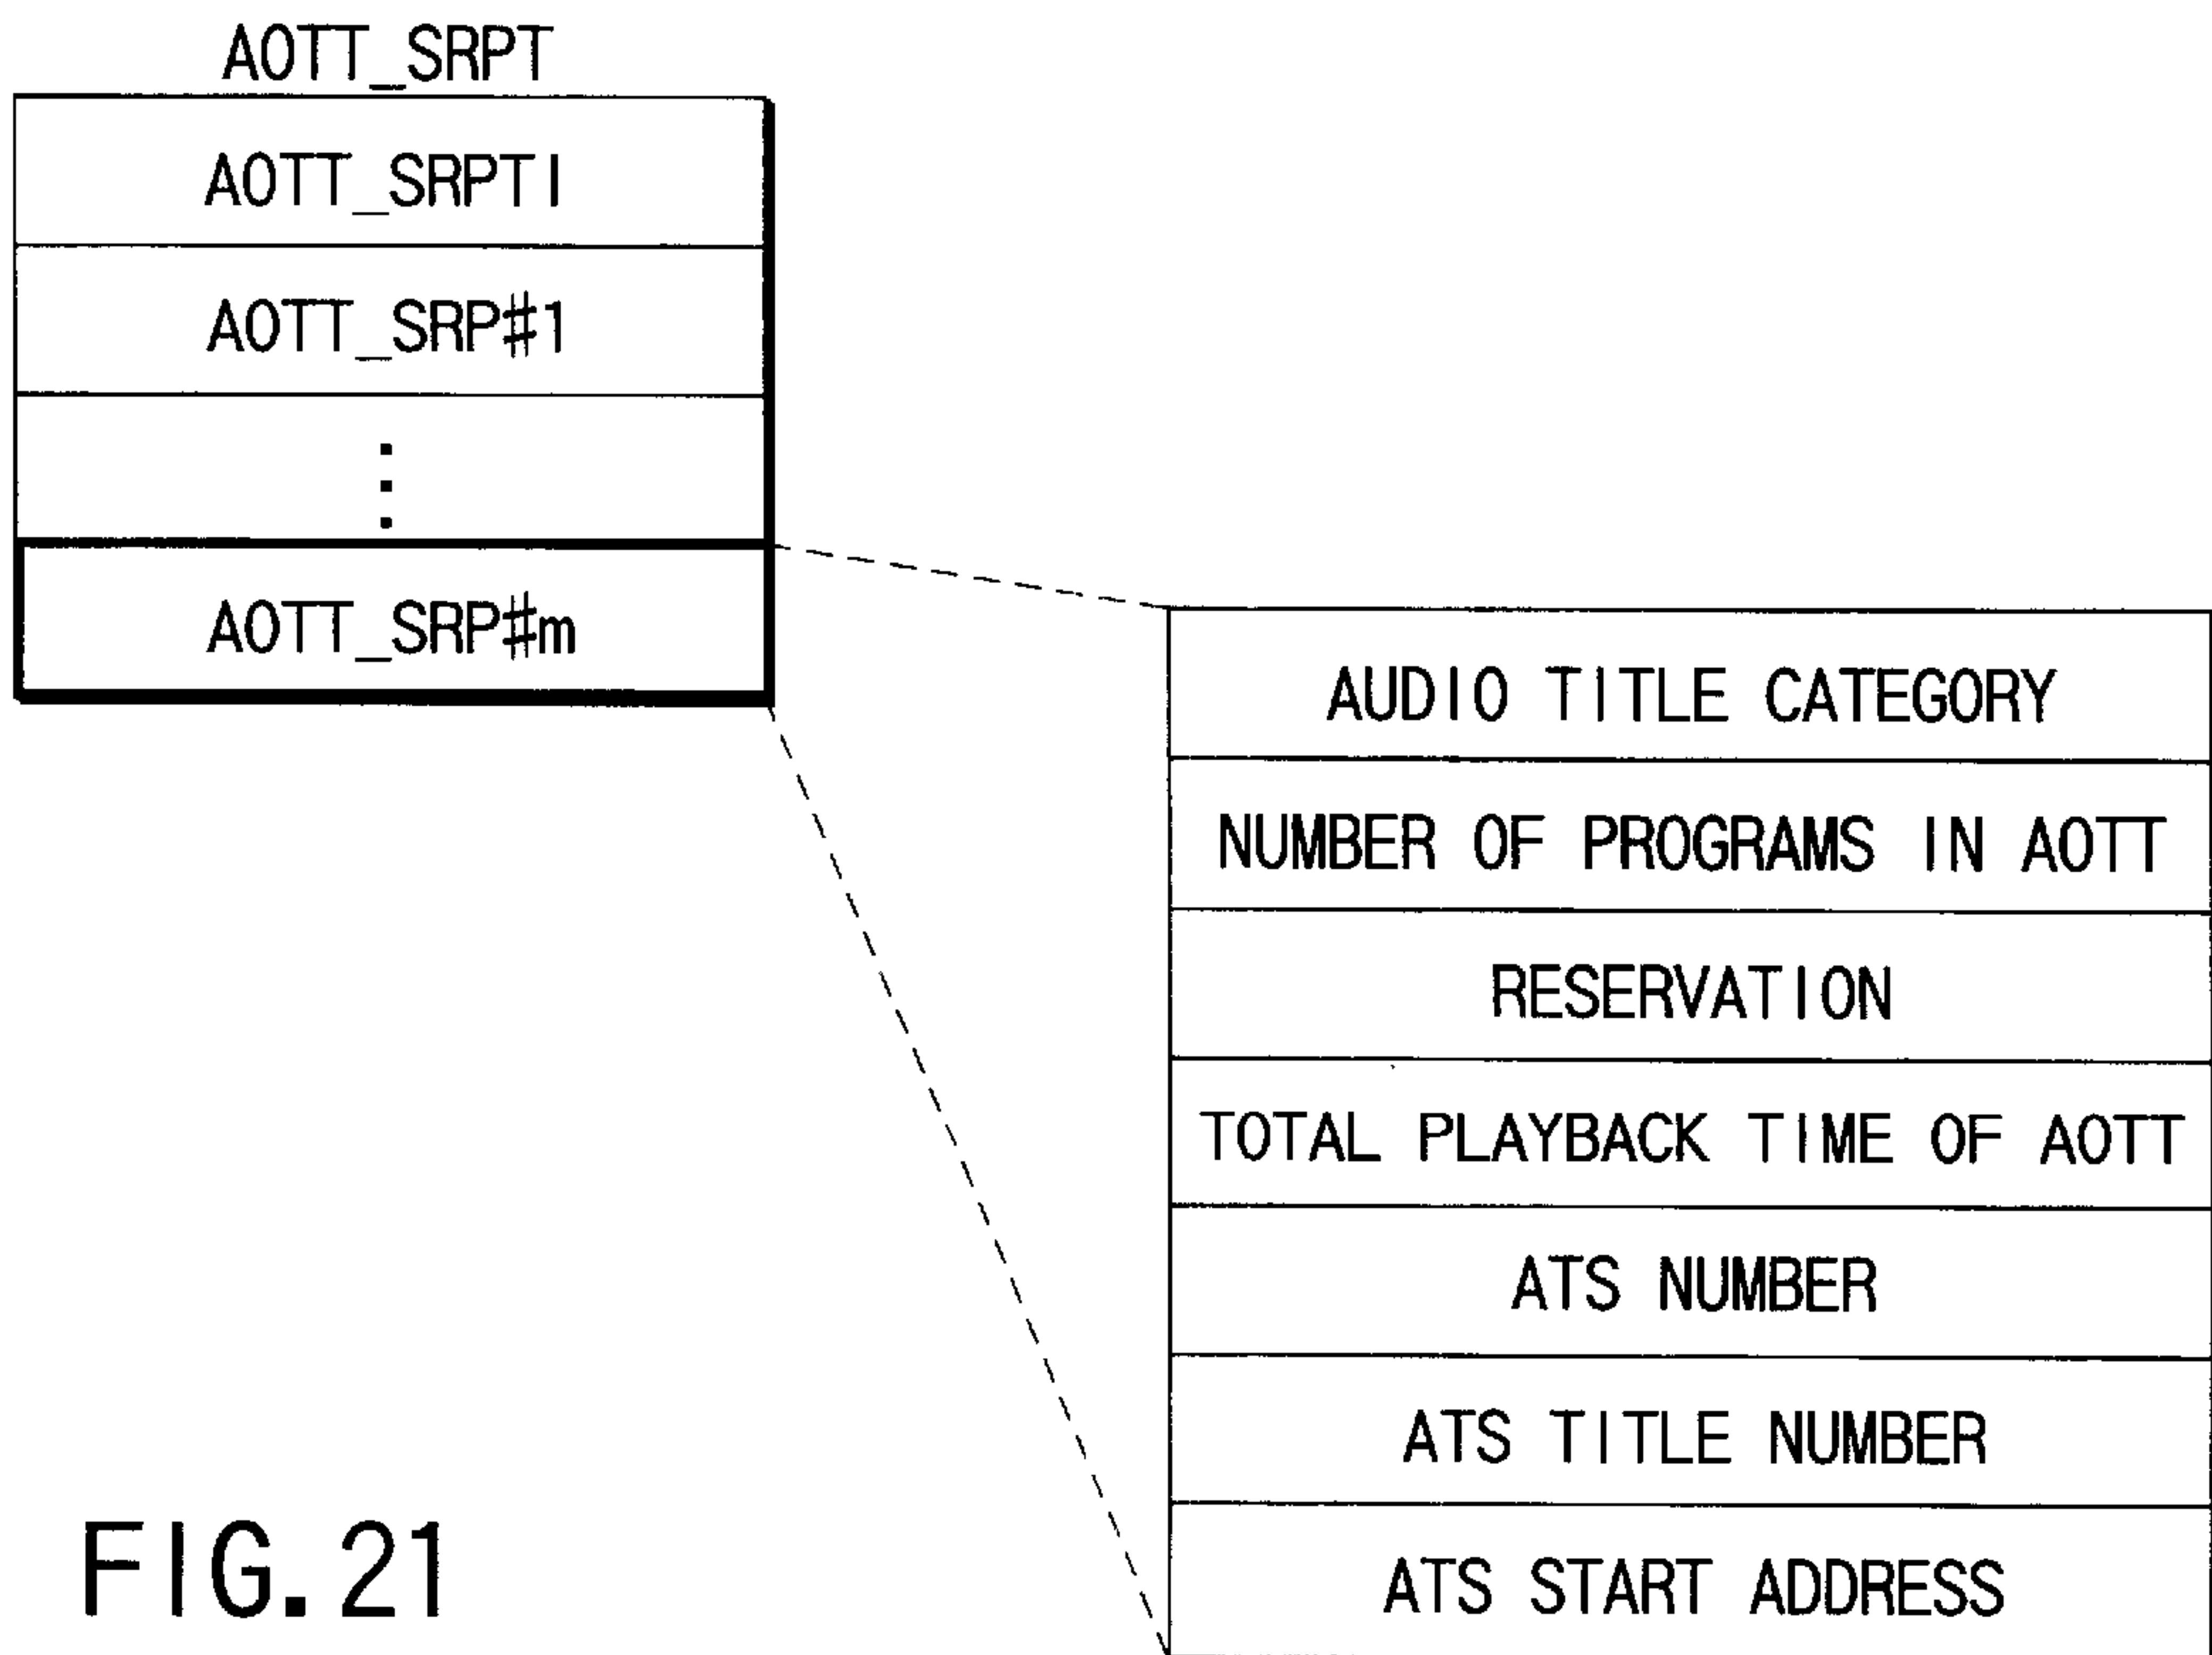 AOTT_SRPT
AOTT_SRPTI
AOTT_SRP#1
AOTT_SRP#m
AUDIO TITLE CATEGORY
NUMBER OF PROGRAMS IN AOTT
RESERVATION
TOTAL PLAYBACK TIME OF AOTT
ATS NUMBER
ATS TITLE NUMBER
ATS START ADDRESS
FIG. 21